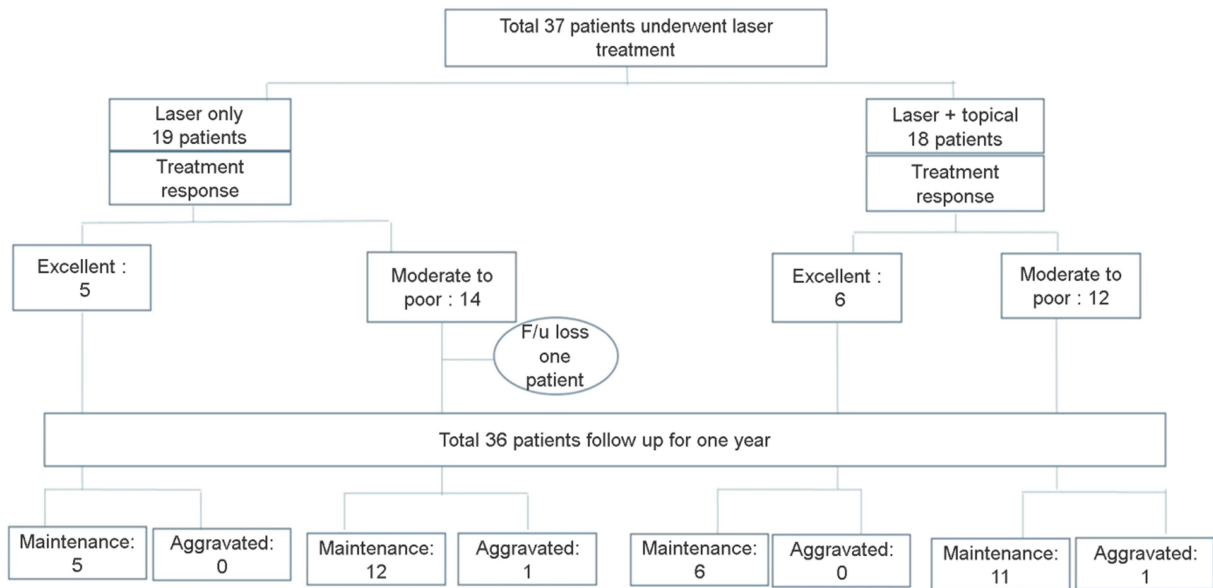 Total 37 patients underwent laser
treatment
Laser only
19 patients
Treatment
response
Laser + topical
18 patients
Treatment
response
Excellent :
5
Moderate to
poor : 14
Excellent :
6
Moderate to
poor : 12
F/u loss
one
patient
Total 36 patients follow up for one year
Maintenance:
5
Aggravated:
0
Maintenance:
12
Aggravated:
1
Maintenance:
6
Aggravated:
0
Maintenance:
11
Aggravated:
1